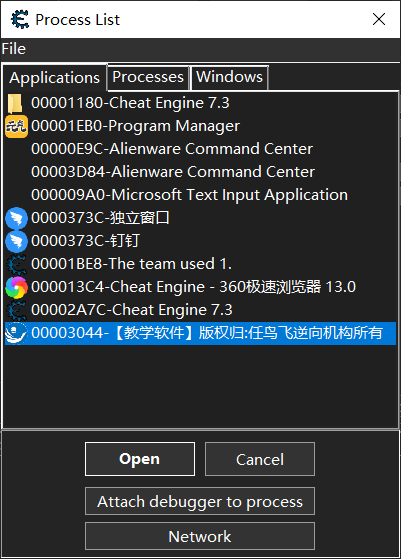 Process List
File
Applications Processes Windows
00001180-Cheat Engine 7.3
00001EB0-Program Manager
00000E9C-Alienware Command Center
00003D84-Alienware Command Center
000009A0-Microsoft Text Input Application
0000373C-独立窗口
0000373C-钉钉
00001BE8-The team used 1.
000013C4-Cheat Engine - 360极速浏览器 13.0
00002A7C-Cheat Engine 7.3
00003044-【教学软件】版权归:任鸟飞逆向机构所有
Open Cancel
Attach debugger to process
Network